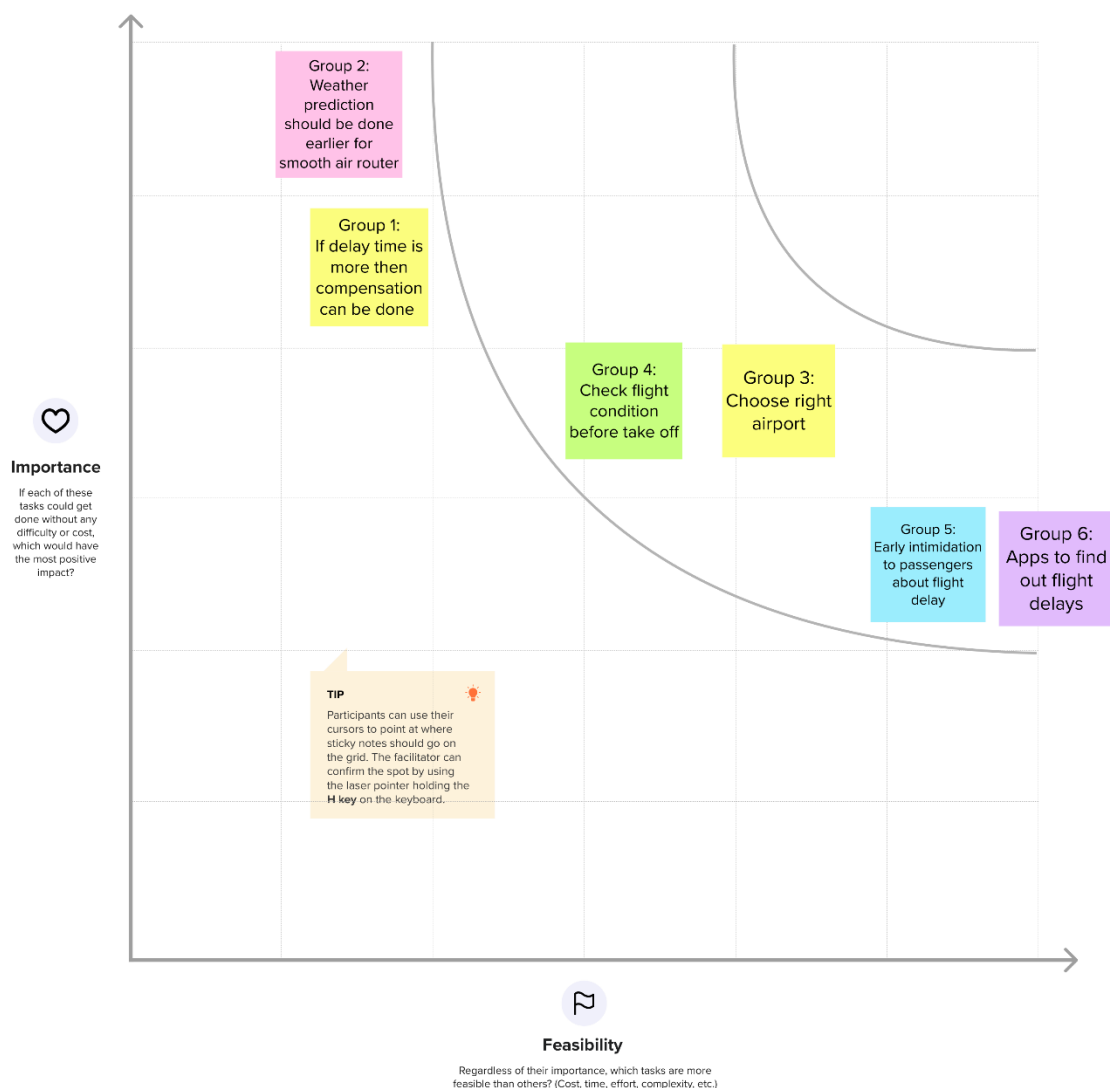 Group 2:
Weather
prediction
should be done
earlier for
smooth air router
Group 1:
If delay time is
more then
compensation
can be done
Group 4:
Check flight
condition
before take off
Group 3:
Choose right
airport
Importance
If each of these
tasks could get
done without any
difficulty or cost,
which would have
the most positive
impact?
Group 5:
Early intimidation
to passengers
about flight
delay
Group 6:
Apps to find
out flight
delays
TIP
Participants can use their
cursors to point at where
sticky notes should go on
the grid. The facilitator can
confirm the spot by using
the laser pointer holding the
H key on the keyboard.
Feasibility
Regardless of their importance, which tasks are more
feasible than others? (Cost, time, effort, complexity, etc.)